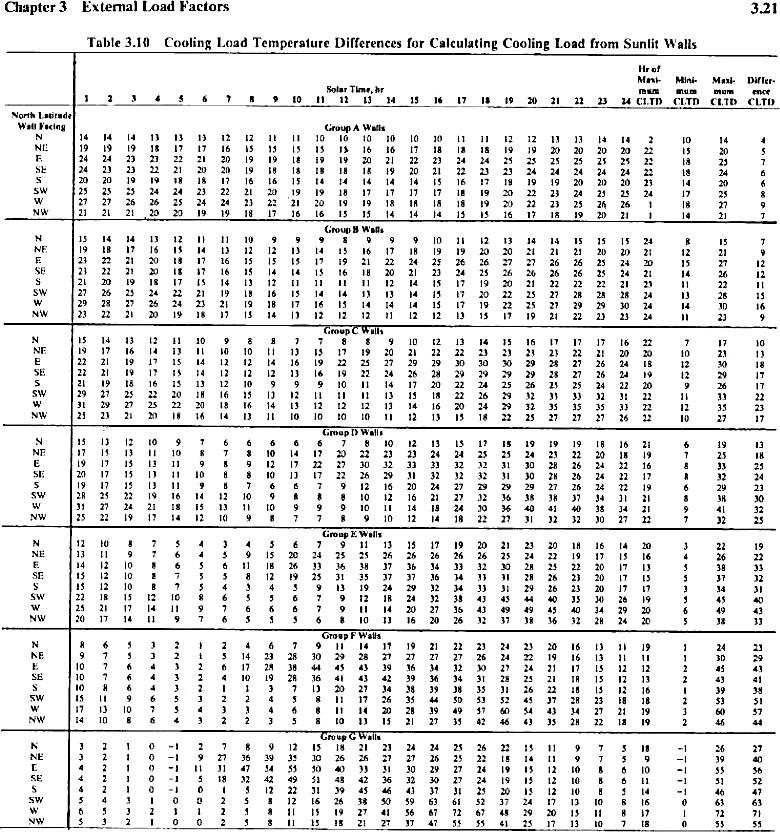 Chapter 3 External Load Factors 3.21
Table 3.10 Cooling Load Temperature Differences for Calculating Cooling Load from Sunlit Walls
Hr of
Maxi- Mini- Maxi- Differ-
Solar Time, hr mum mum mum ence
1 2 3 4 5 6 7 8 9 10 11 12 13 14 15 16 17 18 19 20 21 22 23 24 CLTD CLTD CLTD CLTD
North Latitude
Wall Facing Group A Walls
N 14 14 14 13 13 13 12 12 11 11 10 10 10 10 10 10 11 11 12 12 13 13 14 14 2 10 14 4
NE 19 19 19 18 17 17 16 15 15 15 15 15 16 16 17 18 18 18 19 19 20 20 20 20 22 15 20 5
E 24 24 23 23 22 21 20 19 19 18 19 19 20 21 22 23 24 24 25 25 25 25 25 25 22 18 25 7
SE 24 23 23 22 21 20 20 19 18 18 18 18 18 19 20 21 22 23 23 24 24 24 24 24 22 18 24 6
S 20 20 19 19 18 18 17 16 16 15 14 14 14 14 14 15 16 17 18 19 19 20 20 20 23 14 20 6
SW 25 25 25 24 24 23 22 21 20 19 19 18 17 17 17 17 18 19 20 22 23 24 25 25 24 17 25 8
W 27 27 26 26 25 24 24 23 22 21 20 19 19 18 18 18 18 19 20 22 23 25 26 26 1 18 27 9
NW 21 21 21 20 20 19 19 18 17 16 16 15 15 14 14 14 15 15 16 17 18 19 20 21 1 14 21 7
Group B Walls
N 15 14 14 13 12 11 11 10 9 9 9 8 9 9 9 10 11 12 13 14 14 15 15 15 24 8 15 7
NE 19 18 17 16 15 14 13 12 12 13 14 15 16 17 18 19 19 20 20 21 21 21 20 20 21 12 21 9
E 23 22 21 20 18 17 16 15 15 15 17 19 21 22 24 25 26 26 27 27 26 26 25 24 20 15 27 12
SE 23 22 21 20 18 17 16 15 14 14 15 16 18 20 21 23 24 25 26 26 26 26 25 24 21 14 26 12
S 21 20 19 18 17 15 14 13 12 11 11 11 11 12 14 15 17 19 20 21 22 22 22 21 23 11 22 11
SW 27 26 25 24 22 21 19 18 16 15 14 14 13 13 14 15 17 20 22 25 27 28 28 28 24 13 28 15
W 29 28 27 26 24 23 21 19 18 17 16 15 14 14 14 15 17 19 22 25 27 29 29 30 24 14 30 16
NW 23 22 21 20 19 18 17 15 14 13 12 12 12 11 12 12 13 15 17 19 21 22 23 23 24 11 23 9
Group C Walls
N 15 14 13 12 11 10 9 8 8 7 7 8 8 9 10 12 13 14 15 16 17 17 17 16 22 7 17 10
NE 19 17 16 14 13 11 10 10 11 13 15 17 19 20 21 22 22 23 23 23 23 22 21 20 20 10 23 13
E 22 21 19 17 15 14 12 12 14 16 19 22 25 27 29 29 30 30 30 29 28 27 26 24 18 12 30 18
SE 22 21 19 17 15 14 12 12 12 13 16 19 22 24 26 28 29 29 29 29 28 27 26 24 19 12 29 17
S 21 19 18 16 15 13 12 10 9 9 9 10 11 14 17 20 22 24 25 26 25 25 24 22 20 9 26 17
SW 29 27 25 22 20 18 16 15 13 12 11 11 11 13 15 18 22 26 29 32 33 33 32 31 22 11 33 22
W 31 29 27 25 22 20 18 16 14 13 12 12 12 13 14 16 20 24 29 32 35 35 35 33 22 12 35 23
NW 25 23 21 20 18 16 14 13 11 10 10 10 10 11 12 13 15 18 22 25 27 27 27 26 22 10 27 17
Group D Walls
N 15 13 12 10 9 7 6 6 6 6 6 7 8 10 12 13 15 17 18 19 19 19 18 16 21 6 19 13
NE 17 15 13 11 10 8 7 8 10 14 17 20 22 23 23 24 24 25 25 24 23 22 20 18 19 7 25 18
E 19 17 15 13 11 9 8 9 12 17 22 27 30 32 33 33 32 32 31 30 28 26 24 22 16 8 33 25
SE 20 17 15 13 11 10 8 8 10 13 17 22 26 29 31 32 32 32 31 30 28 26 24 22 17 8 32 24
S 19 17 15 13 11 9 8 7 6 6 7 9 12 16 20 24 27 29 29 29 27 26 24 22 19 6 29 23
SW 28 25 22 19 16 14 12 10 9 8 8 8 10 12 16 21 27 32 36 38 38 37 34 31 21 8 38 30
W 31 27 24 21 18 15 13 11 10 9 9 9 10 11 14 18 24 30 36 40 41 40 38 34 21 9 41 32
NW 25 22 19 17 14 12 10 9 8 7 7 8 9 10 12 14 18 22 27 31 32 32 30 27 22 7 32 25
Group E Walls
N 12 10 8 7 5 4 3 4 5 6 7 9 11 13 15 17 19 20 21 23 20 18 16 14 20 3 22 19
NE 13 11 9 7 6 4 5 9 15 20 24 25 25 26 26 26 26 26 25 24 22 19 17 15 16 4 26 22
E 14 12 10 8 6 5 6 11 18 26 33 36 38 37 36 34 33 32 30 28 25 22 20 17 13 5 38 33
SE 15 12 10 8 7 5 5 8 12 19 25 31 35 37 37 36 34 33 31 28 26 23 20 17 15 5 37 32
S 15 12 10 8 7 5 4 3 4 5 9 13 19 24 29 32 34 33 31 29 26 23 20 17 17 3 34 31
SW 22 18 15 12 10 8 6 5 5 6 7 9 12 18 24 32 38 43 45 44 40 35 30 26 19 5 45 40
W 25 21 17 14 11 9 7 6 6 6 7 9 11 14 20 27 36 43 49 49 45 40 34 29 20 6 49 43
NW 20 17 14 11 9 7 6 5 5 5 6 8 10 13 16 20 26 32 37 38 36 32 28 24 20 5 38 33
Group F Walls
N 8 6 5 3 2 1 2 4 6 7 9 11 14 17 19 21 22 23 24 23 20 16 13 11 19 1 24 23
NE 9 7 5 3 2 1 5 14 23 28 30 29 28 27 27 27 27 26 24 22 19 16 13 11 11 1 30 29
E 10 7 6 4 3 2 6 17 28 38 44 45 43 39 36 34 32 30 27 24 21 17 15 12 12 2 45 43
SE 10 7 6 4 3 2 4 10 19 28 36 41 43 42 39 36 34 31 28 25 21 18 15 12 13 2 43 41
S 10 8 6 4 3 2 1 1 3 7 13 20 27 34 38 39 38 35 31 26 22 18 15 12 16 1 39 38
SW 15 11 9 6 5 3 2 2 4 5 8 11 17 26 35 44 50 53 52 45 37 28 23 18 18 2 53 51
W 17 13 10 7 5 4 3 3 4 6 8 11 14 20 28 39 49 57 60 54 43 34 27 21 19 3 60 57
NW 14 10 8 6 4 3 2 2 3 5 8 10 13 15 21 27 35 42 46 43 35 28 22 18 19 2 46 44
Group G Walls
N 3 2 1 0 -1 2 7 8 9 12 15 18 21 23 24 24 25 26 22 15 11 9 7 5 18 -1 26 27
NE 3 2 1 0 -1 9 27 36 39 35 30 26 26 27 27 26 25 22 18 14 11 9 7 5 9 -1 39 40
E 4 2 1 0 -1 11 31 47 54 55 50 40 33 31 30 29 27 24 19 15 12 10 8 6 10 -1 55 56
SE 4 2 1 0 -1 5 18 32 42 49 51 48 42 36 32 30 27 24 19 15 12 10 8 6 11 -1 51 52
S 4 2 1 0 -1 0 1 5 12 22 31 39 45 46 43 37 31 25 20 15 12 10 8 5 14 -1 46 47
SW 5 4 3 1 0 0 2 5 8 12 16 26 38 50 59 63 61 52 37 24 17 13 10 8 16 0 63 63
W 6 5 3 2 1 1 2 5 8 11 15 19 27 41 56 67 72 67 48 29 20 15 11 8 17 1 72 71
NW 5 3 2 1 0 0 2 5 8 11 15 18 21 27 37 47 55 55 41 25 17 13 10 7 18 0 55 55